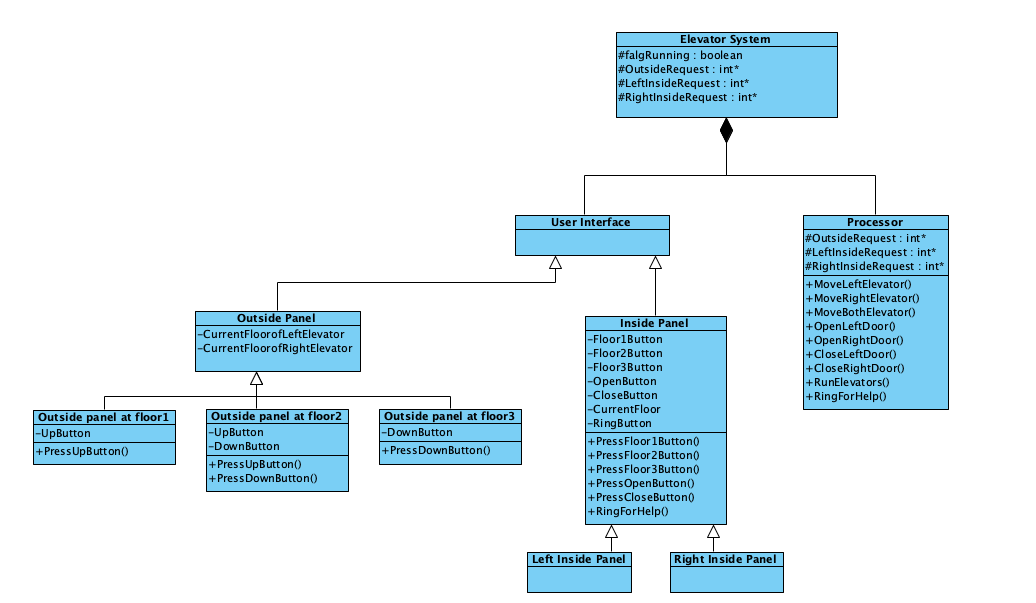 Elevator System
#falgRunning : boolean
#OutsideRequest : int*
#LeftInsideRequest : int*
#RightInsideRequest : int*
User Interface
Processor
#OutsideRequest : int*
#LeftInsideRequest : int*
#RightInsideRequest : int*
+MoveLeftElevator()
+MoveRightElevator()
+MoveBothElevator()
+OpenLeftDoor()
+OpenRightDoor()
+CloseLeftDoor()
+CloseRightDoor()
+RunElevators()
+RingForHelp()
Outside Panel
-CurrentFloorofLeftElevator
-CurrentFloorofRightElevator
Inside Panel
-Floor1Button
-Floor2Button
-Floor3Button
-OpenButton
-CloseButton
-CurrentFloor
-RingButton
+PressFloor1Button()
+PressFloor2Button()
+PressFloor3Button()
+PressOpenButton()
+PressCloseButton()
+RingForHelp()
Outside panel at floor1
-UpButton
+PressUpButton()
Outside panel at floor2
-UpButton
-DownButton
+PressUpButton()
+PressDownButton()
Outside panel at floor3
-DownButton
+PressDownButton()
Left Inside Panel
Right Inside Panel